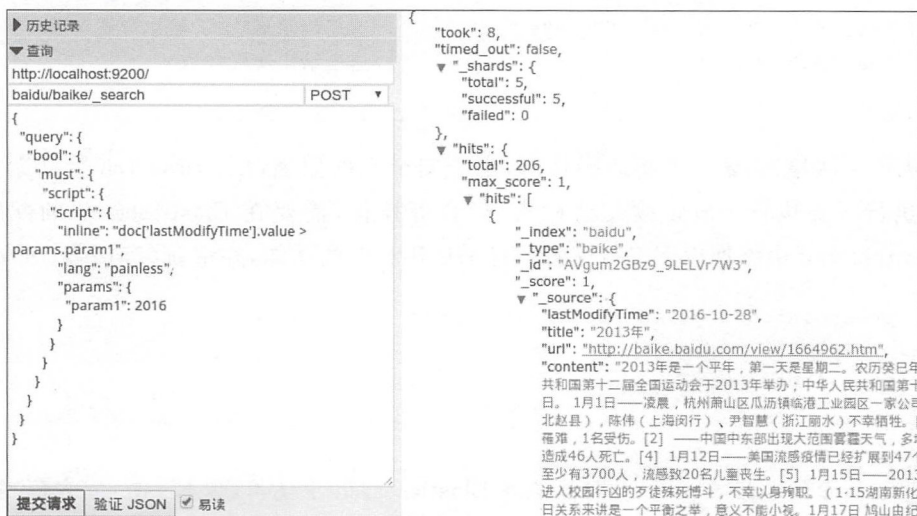 历史记录
查询
http://localhost:9200/
baidu/baike/_search POST
{
"query": {
"bool": {
"must": {
"script": {
"script": {
"inline": "doc['lastModifyTime'].value >
params.param1",
"lang": "painless",
"params": {
"param1": 2016
}
}
}
}
}
}
}
提交请求 验证 JSON 易读
{
"took": 8,
"timed_out": false,
"_shards": {
"total": 5,
"successful": 5,
"failed": 0
},
"hits": {
"total": 206,
"max_score": 1,
"hits": [
{
"_index": "baidu",
"_type": "baike",
"_id": "AVgum2GBz9_9LELVr7W3",
"_score": 1,
"_source": {
"lastModifyTime": "2016-10-28",
"title": "2013年",
"url": "http://baike.baidu.com/view/1664962.htm",
"content": "2013年是一个平年，第一天是星期二。农历癸巳年
共和国第十二届全国运动会于2013年举办；中华人民共和国第十
日。 1月1日——凌晨，杭州萧山区瓜沥镇临港工业园区一家公司
北赵县），陈伟（上海闵行）、尹智慧（浙江丽水）不幸牺牲。
罹难，1名受伤。[2] ——中国中东部出现大范围雾霾天气，多
造成46人死亡。[4] 1月12日——美国流感疫情已经扩展到47个
至少有3700人，流感致20名儿童丧生。[5] 1月15日——2013
进入校园行凶的歹徒殊死搏斗，不幸以身殉职。（1·15湖南新化
日关系来讲是一个平衡之举，意义不能小视。1月17日 鸠山由纪